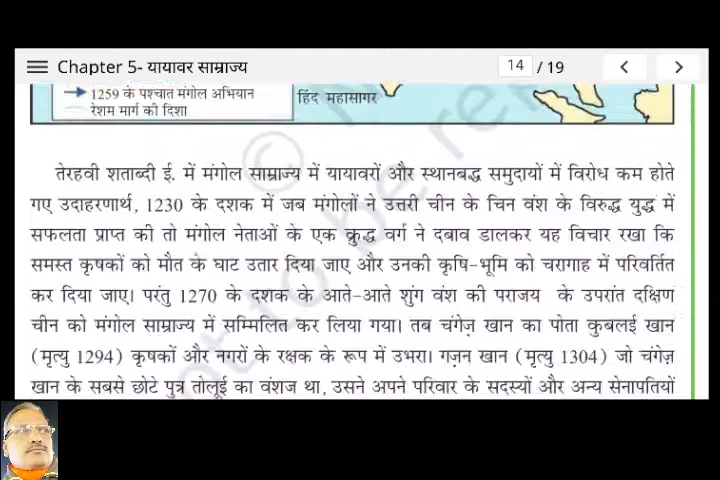 Chapter 5- यायावर साम्राज्य
14 / 19
1259 के पश्चात मंगोल अभियान
रेशम मार्ग की दिशा
हिंद महासागर
तेरहवी शताब्दी ई. में मंगोल साम्राज्य में यायावरों और स्थानबद्ध समुदायों में विरोध कम होते
गए उदाहरणार्थ, 1230 के दशक में जब मंगोलों ने उत्तरी चीन के चिन वंश के विरुद्ध युद्ध में
सफलता प्राप्त की तो मंगोल नेताओं के एक क्रुद्ध वर्ग ने दबाव डालकर यह विचार रखा कि
समस्त कृषकों को मौत के घाट उतार दिया जाए और उनकी कृषि-भूमि को चरागाह में परिवर्तित
कर दिया जाए। परंतु 1270 के दशक के आते-आते शुंग वंश की पराजय के उपरांत दक्षिण
चीन को मंगोल साम्राज्य में सम्मिलित कर लिया गया। तब चंगेज़ खान का पोता कुबलई खान
(मृत्यु 1294) कृषकों और नगरों के रक्षक के रूप में उभरा। गज़न खान (मृत्यु 1304) जो चंगेज़
खान के सबसे छोटे पुत्र तोलूई का वंशज था, उसने अपने परिवार के सदस्यों और अन्य सेनापतियों